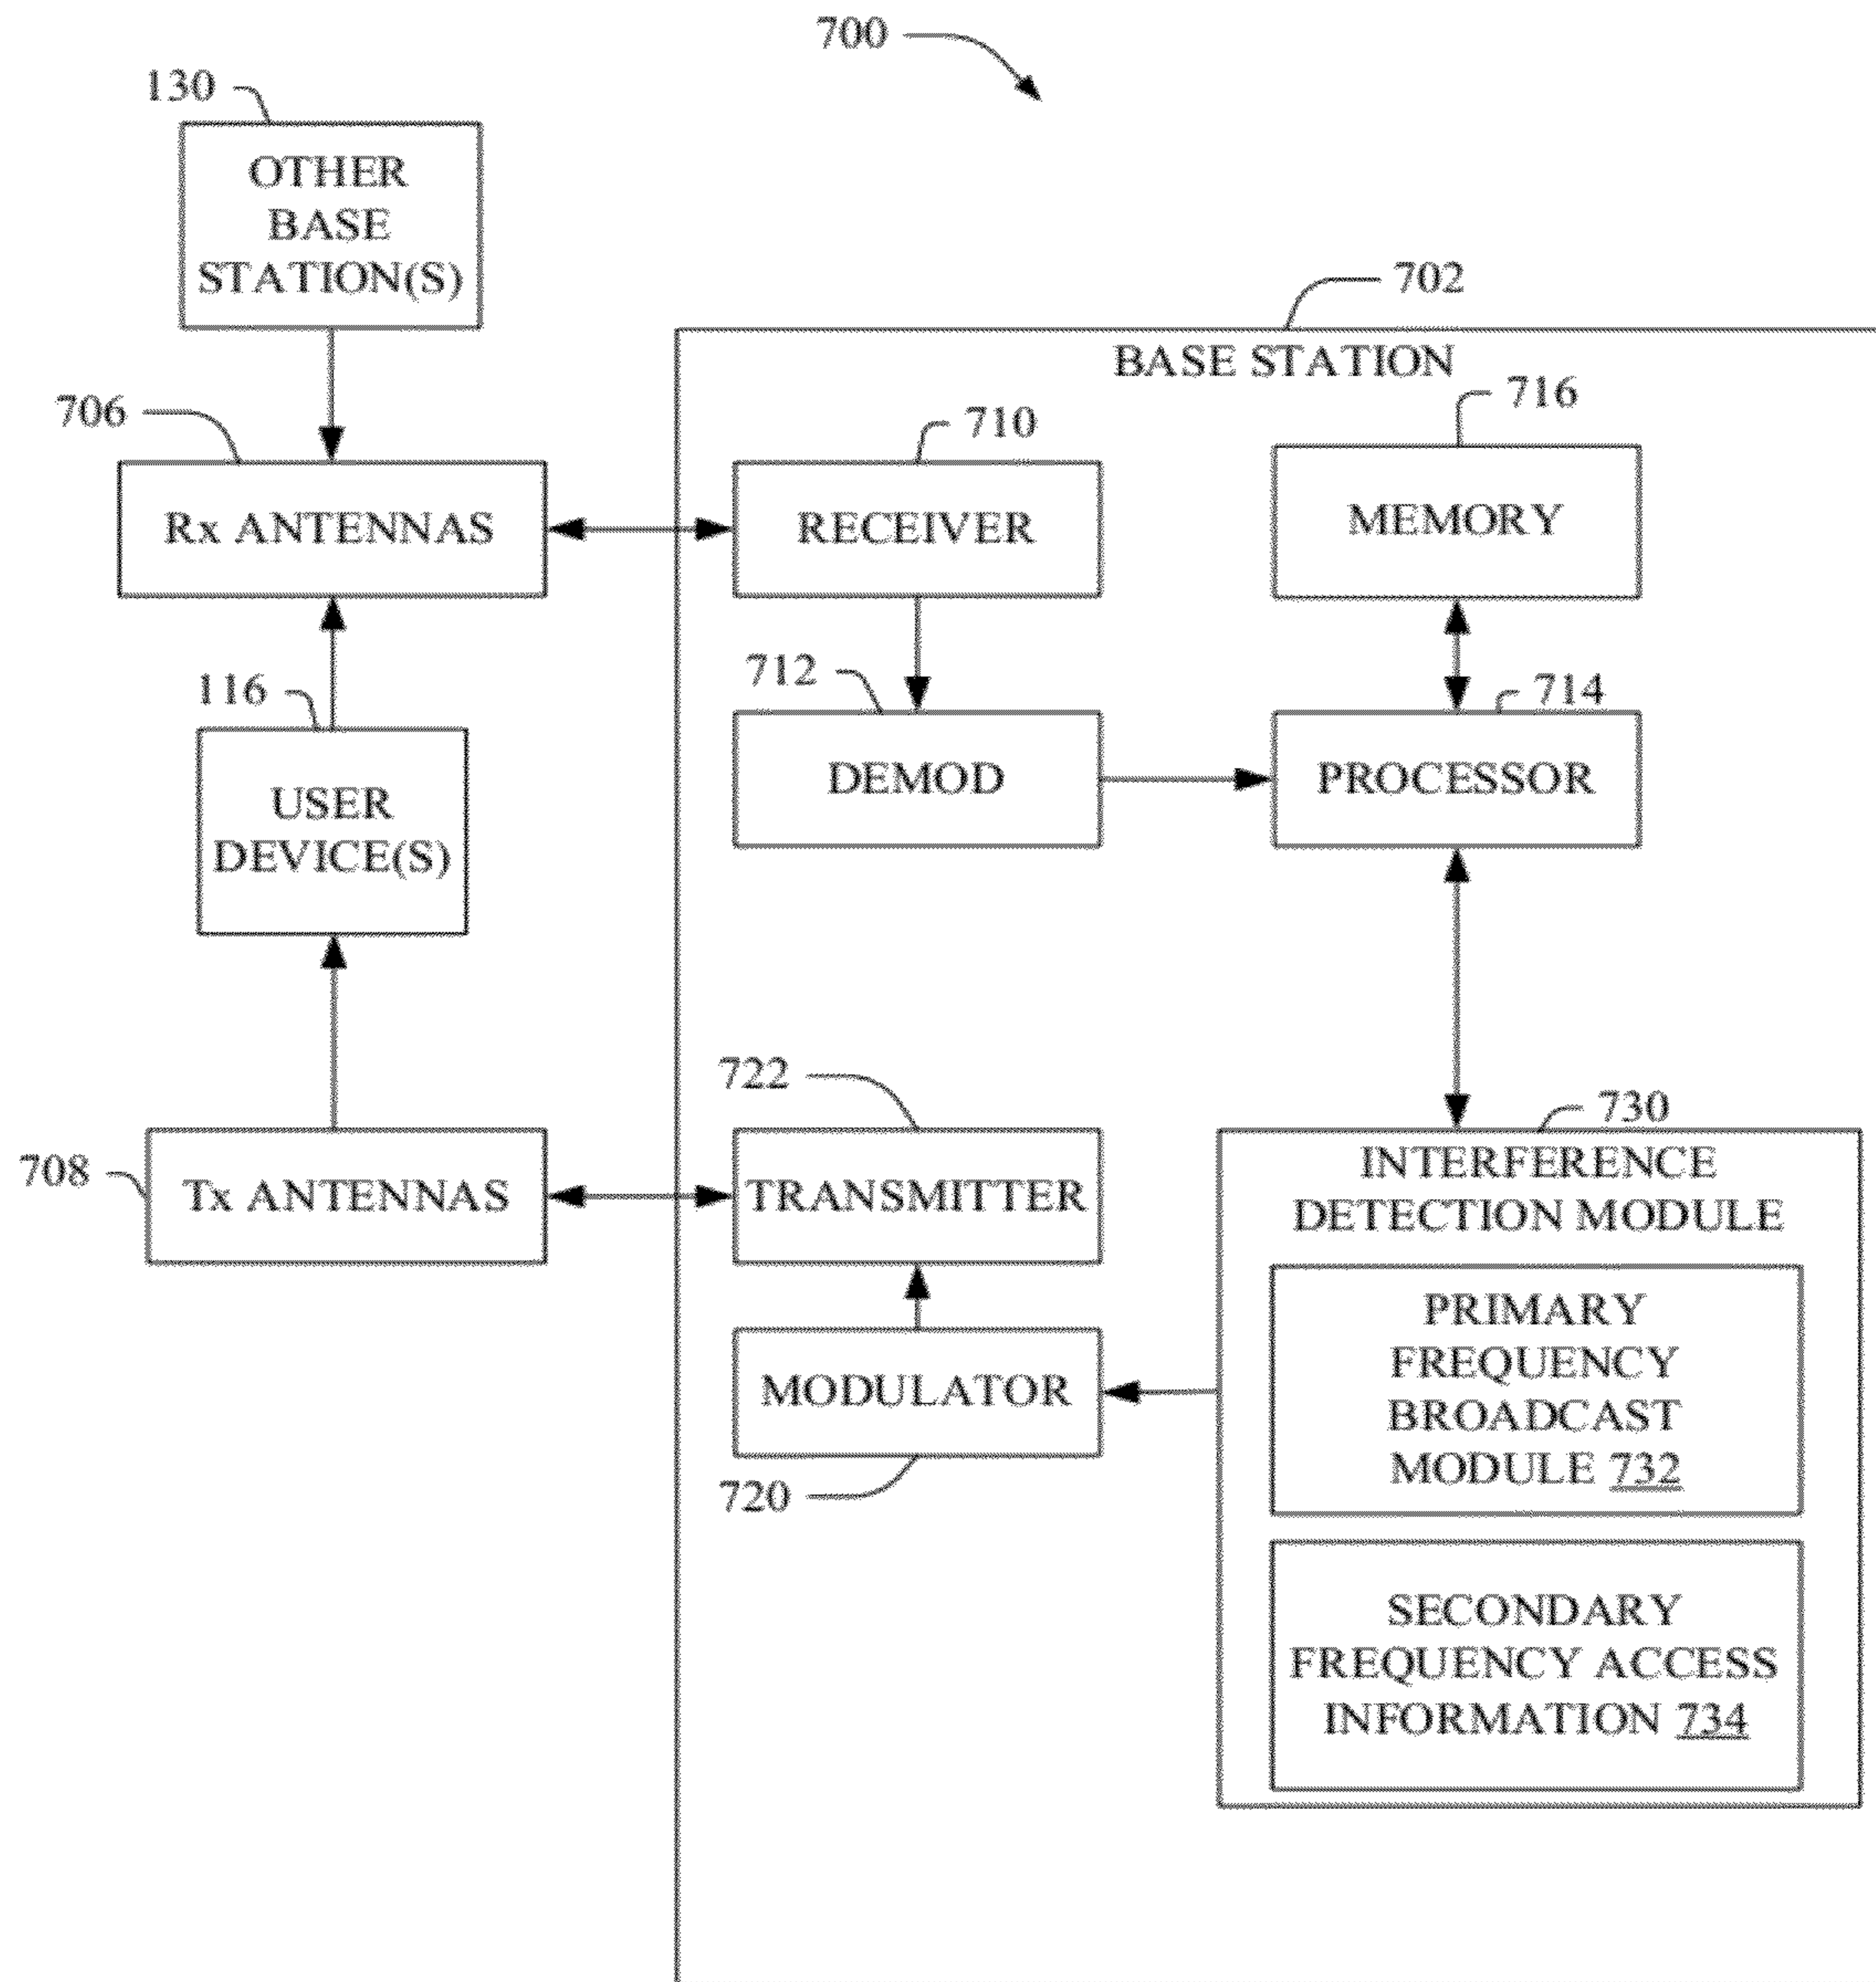 700
130
OTHER
BASE
STATION(S)
702
BASE STATION
706
710
716
Rx ANTENNAS
RECEIVER
MEMORY
116
712
714
USER
DEVICE(S)
DEMOD
PROCESSOR
722
730
708
Tx ANTENNAS
TRANSMITTER
INTERFERENCE
DETECTION MODULE
MODULATOR
720
PRIMARY
FREQUENCY
BROADCAST
MODULE 732
SECONDARY
FREQUENCY ACCESS
INFORMATION 734